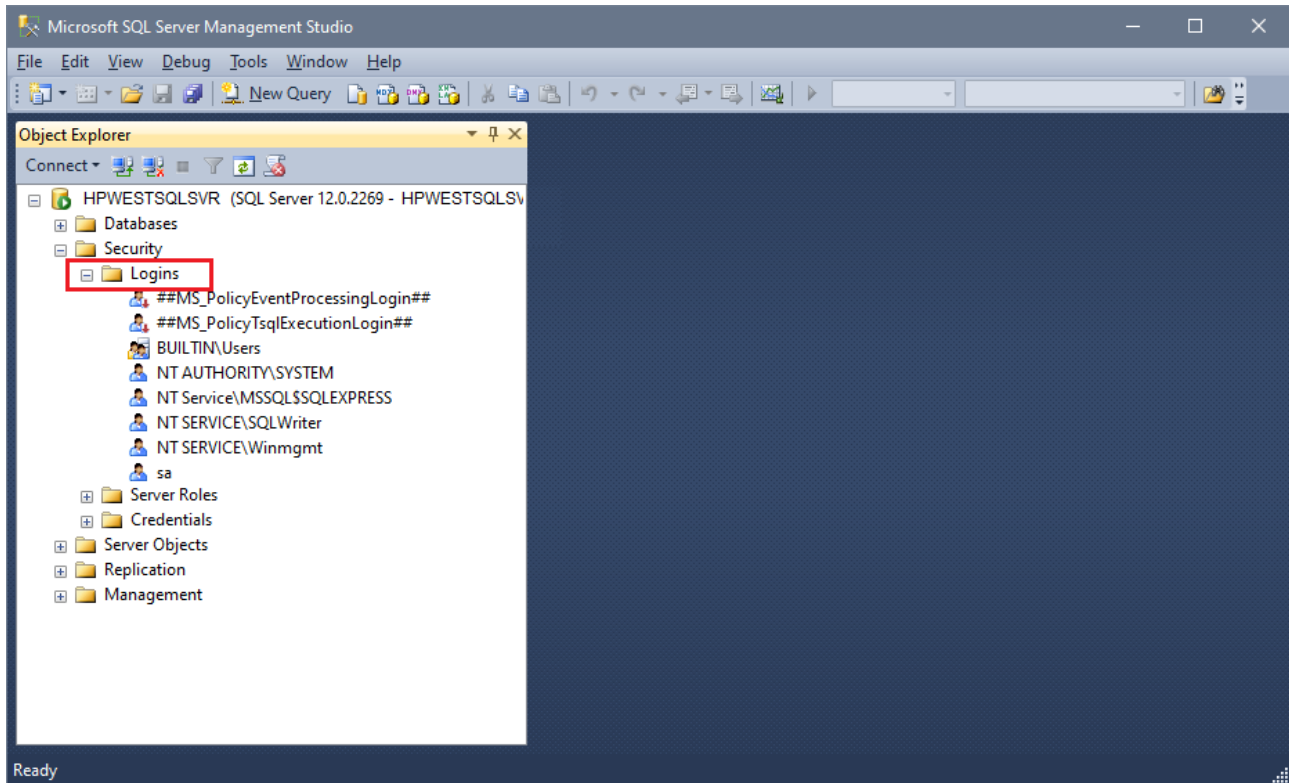 Microsoft SQL Server Management Studio
File Edit View Debug Tools Window Help
New Query
Object Explorer
Connect
HPWESTSQLSVR (SQL Server 12.0.2269 - HPWESTSQLSV
Databases
Security
Logins
##MS_PolicyEventProcessingLogin##
##MS_PolicyTsqlExecutionLogin##
BUILTIN\Users
NT AUTHORITY\SYSTEM
NT Service\MSSQL$SQLEXPRESS
NT SERVICE\SQLWriter
NT SERVICE\Winmgmt
sa
Server Roles
Credentials
Server Objects
Replication
Management
Ready